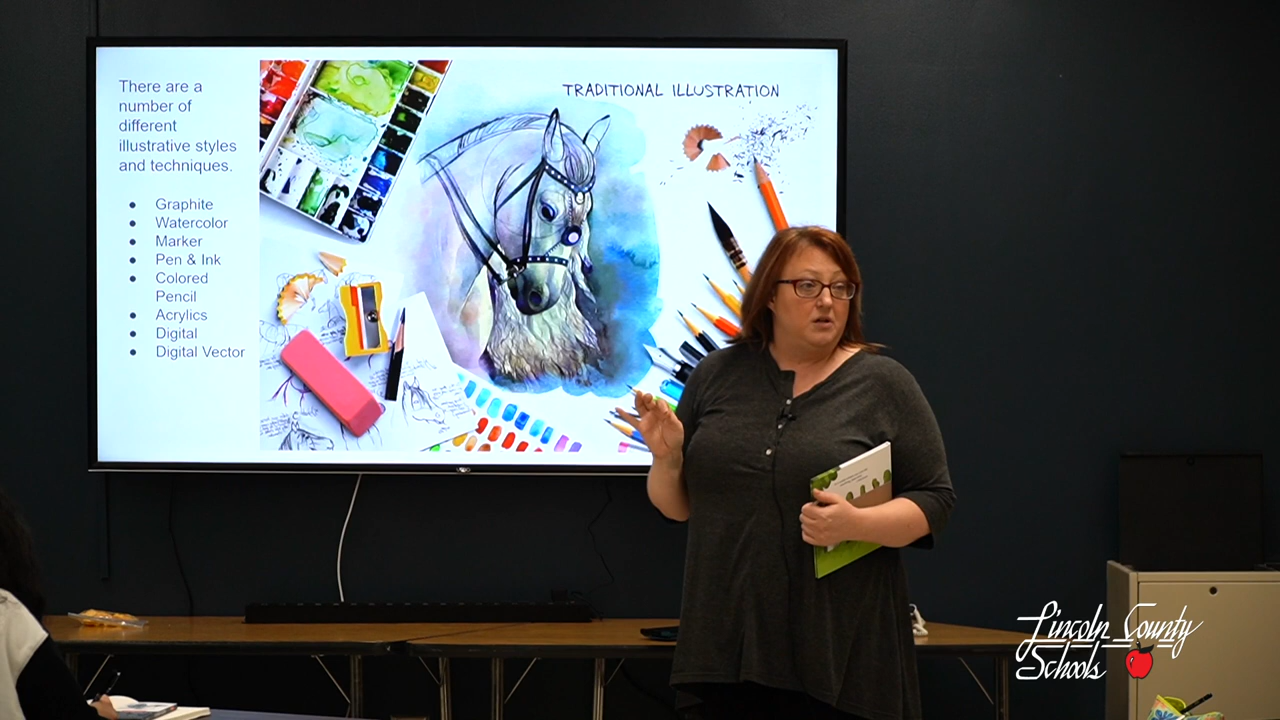 There are a
number of
different
illustrative styles
and techniques.
● Graphite
● Watercolor
● Marker
● Pen & Ink
● Colored
Pencil
● Acrylics
● Digital
● Digital Vector
TRADITIONAL ILLUSTRATION
Lincoln County
Schools